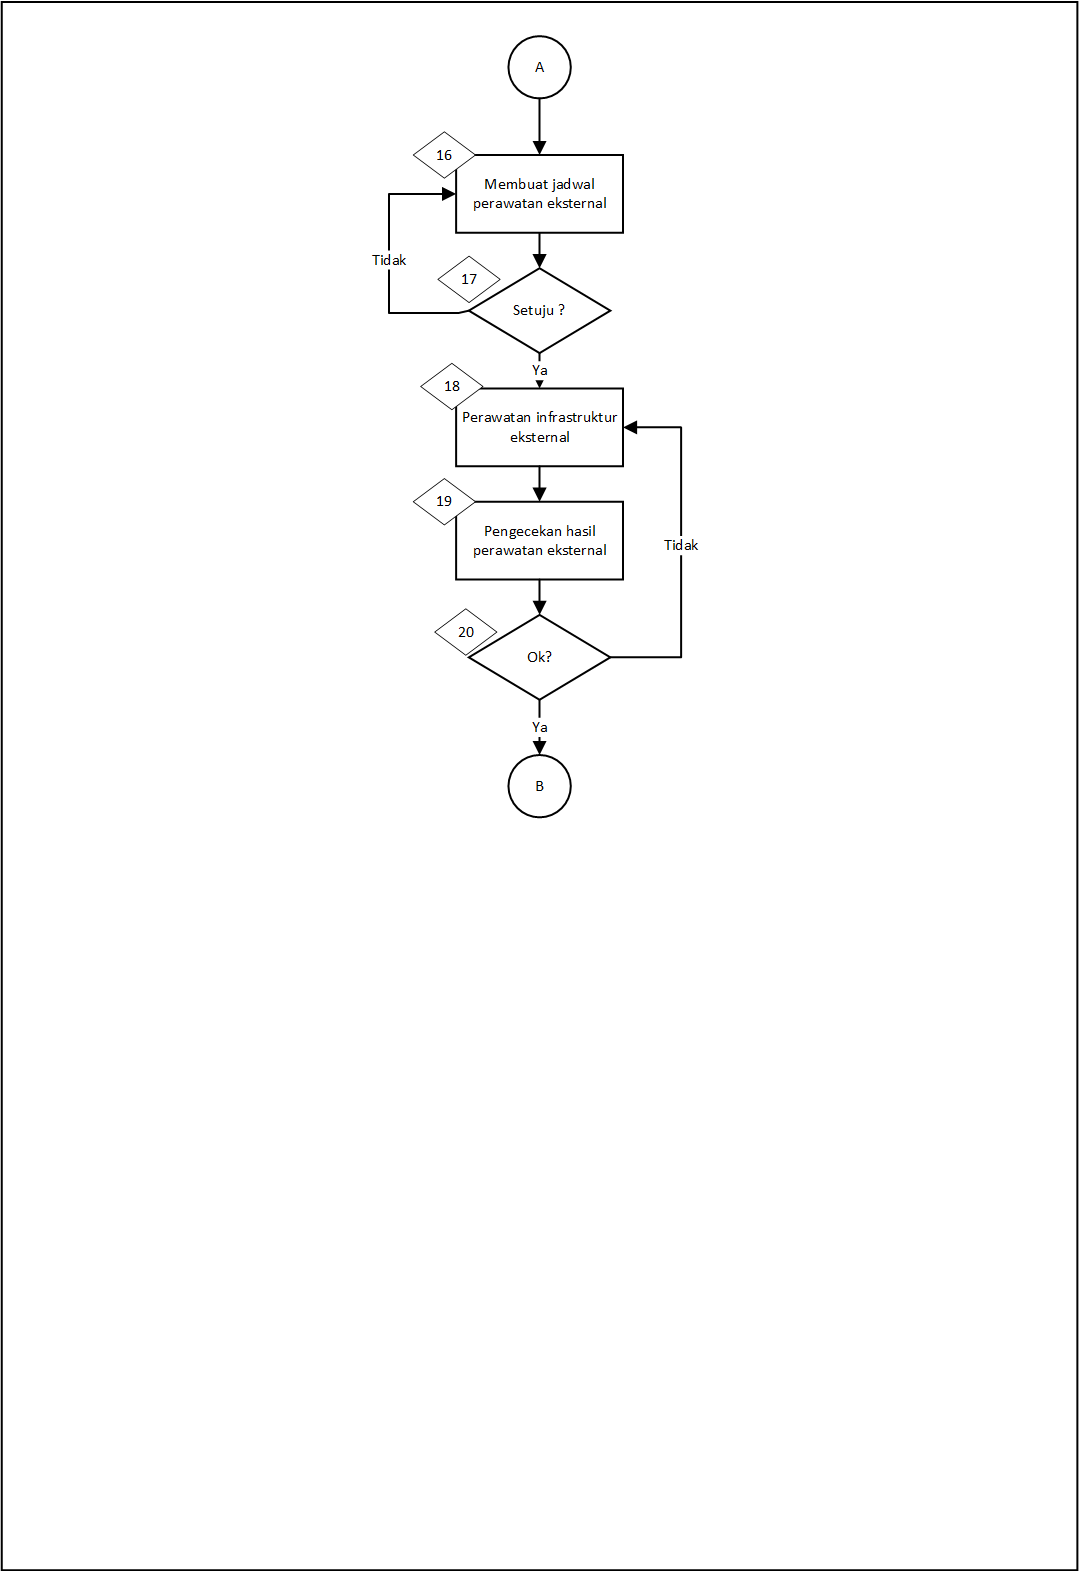 A
16
Membuat jadwal
perawatan eksternal
Tidak
17
Setuju ?
Ya
18
Perawatan infrastruktur
eksternal
19
Pengecekan hasil
perawatan eksternal
Tidak
20
Ok?
Ya
B